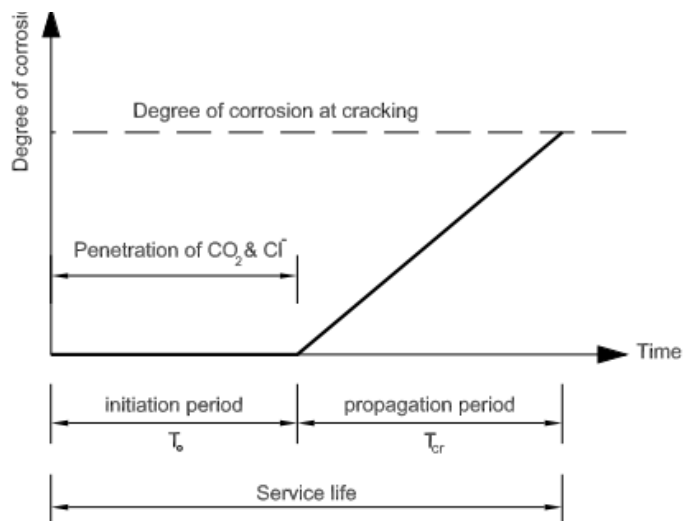 Degree of corrosi
Degree of corrosion at cracking
Penetration of CO₂ & Cl⁻
Time
initiation period
propagation period
T₀
Tcr
Service life